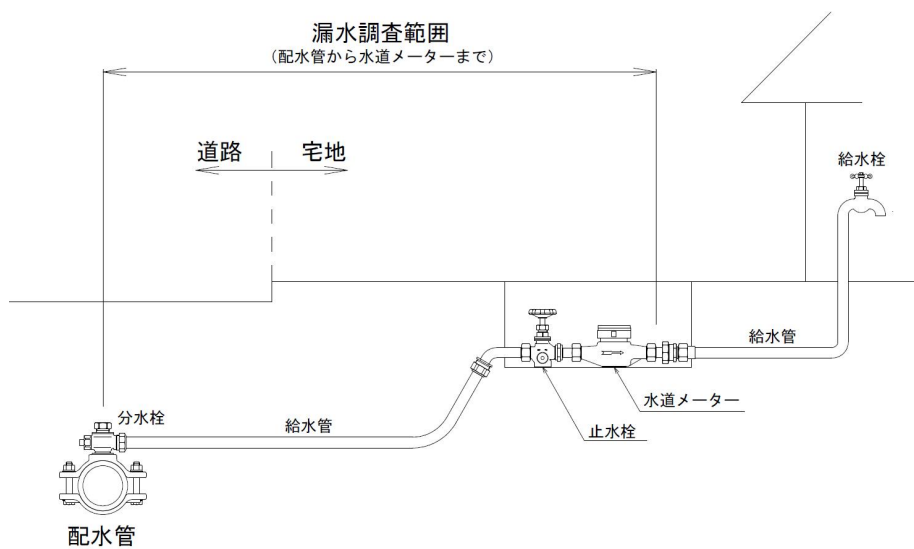 漏水調査範囲
（配水管から水道メーターまで）
道路
宅地
給水栓
給水管
水道メーター
止水栓
分水栓
給水管
配水管